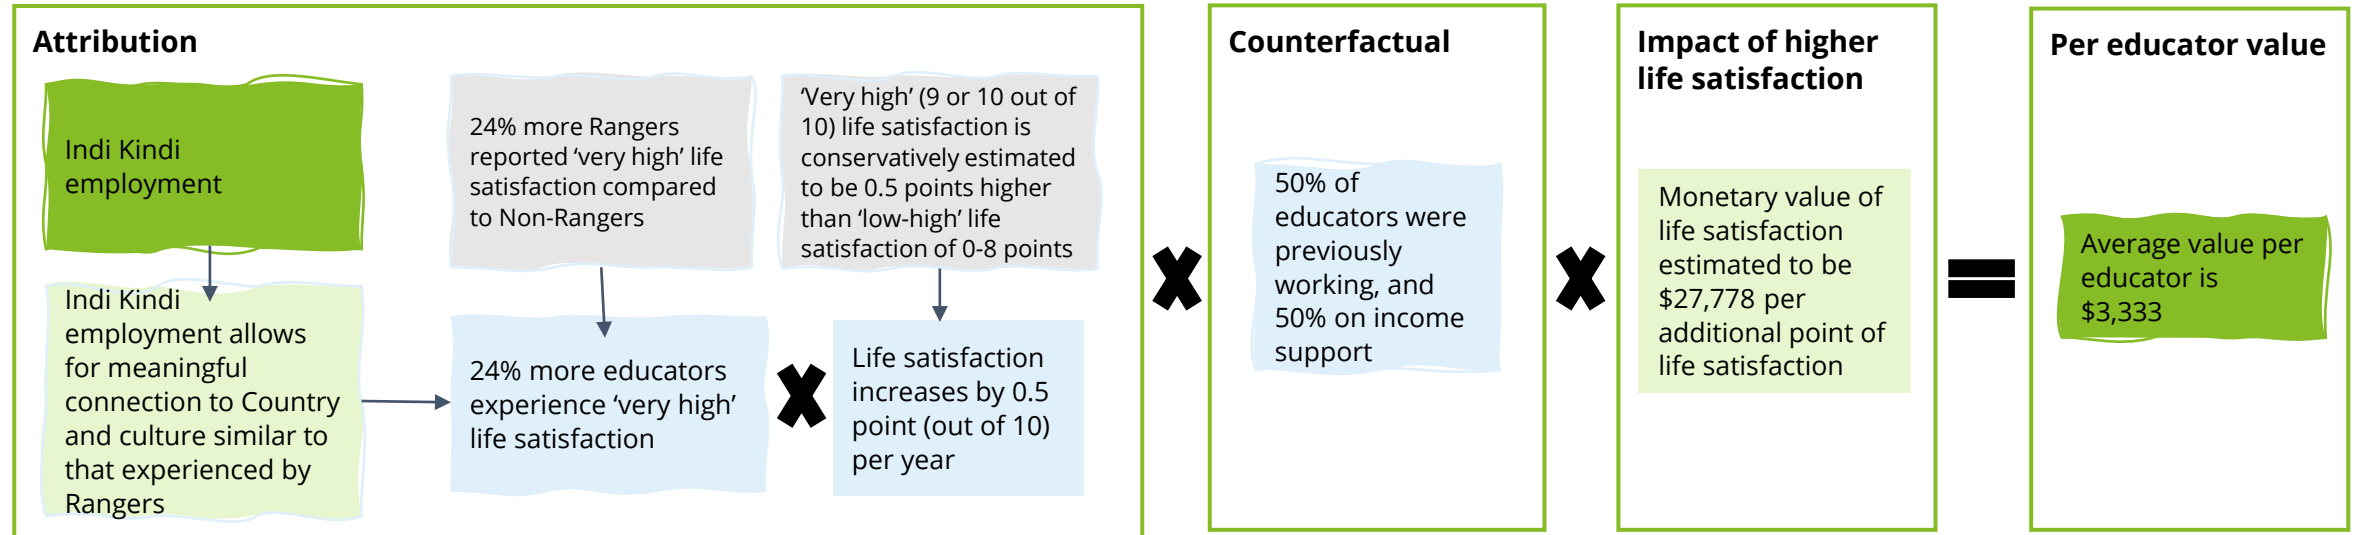 Attribution
Indi Kindi
employment
Indi Kindi
employment allows
for meaningful
connection to Country
and culture similar to
that experienced by
Rangers
24% more Rangers
reported ‘very high’ life
satisfaction compared
to Non-Rangers
24% more educators
experience ‘very high’
life satisfaction
‘Very high’ (9 or 10 out of
10) life satisfaction is
conservatively estimated
to be 0.5 points higher
than ‘low-high’ life
satisfaction of 0-8 points
Life satisfaction
increases by 0.5
point (out of 10)
per year
Counterfactual
50% of
educators were
previously
working, and
50% on income
support
Impact of higher
life satisfaction
Monetary value of
life satisfaction
estimated to be
$27,778 per
additional point of
life satisfaction
Per educator value
Average value per
educator is
$3,333